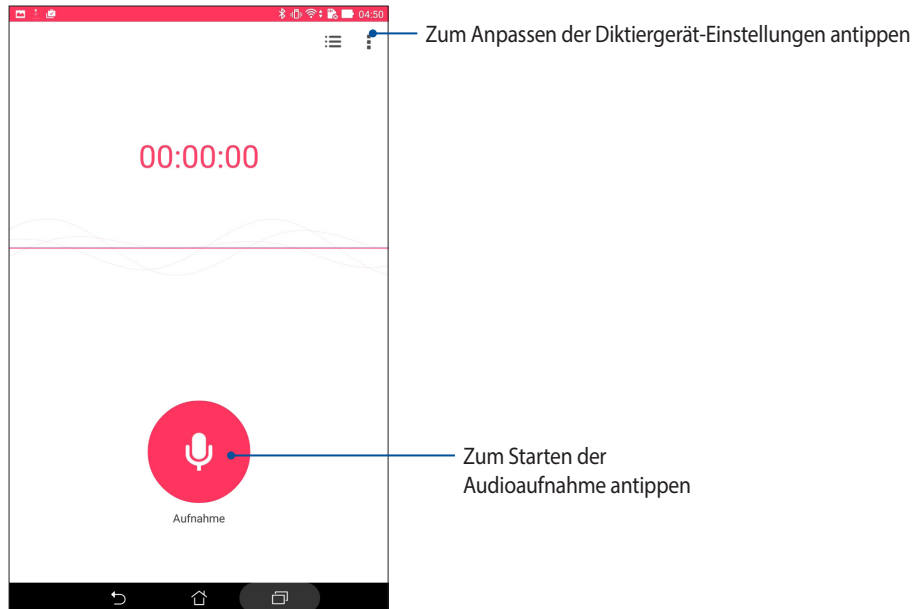 04:50
Zum Anpassen der Diktiergerät-Einstellungen antippen
00:00:00
Zum Starten der
Audioaufnahme antippen
Aufnahme